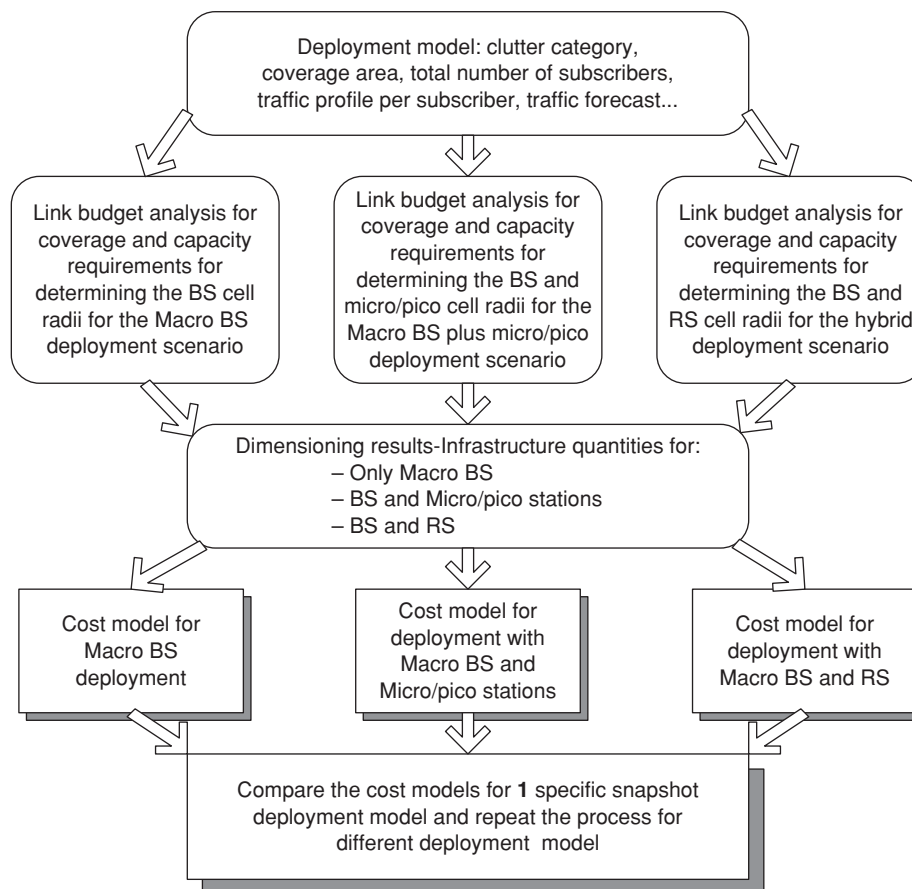 Deployment model: clutter category,
coverage area, total number of subscribers,
traffic profile per subscriber, traffic forecast...
Link budget analysis for
coverage and capacity
requirements for
determining the BS cell
radii for the Macro BS
deployment scenario
Link budget analysis for
coverage and capacity
requirements for
determining the BS and
micro/pico cell radii for the
Macro BS plus micro/pico
deployment scenario
Link budget analysis for
coverage and capacity
requirements for
determining the BS and
RS cell radii for the hybrid
deployment scenario
Dimensioning results-Infrastructure quantities for:
– Only Macro BS
– BS and Micro/pico stations
– BS and RS
Cost model for
Macro BS
deployment
Cost model for
deployment with
Macro BS and
Micro/pico stations
Cost model for
deployment with
Macro BS and RS
Compare the cost models for 1 specific snapshot
deployment model and repeat the process for
different deployment model